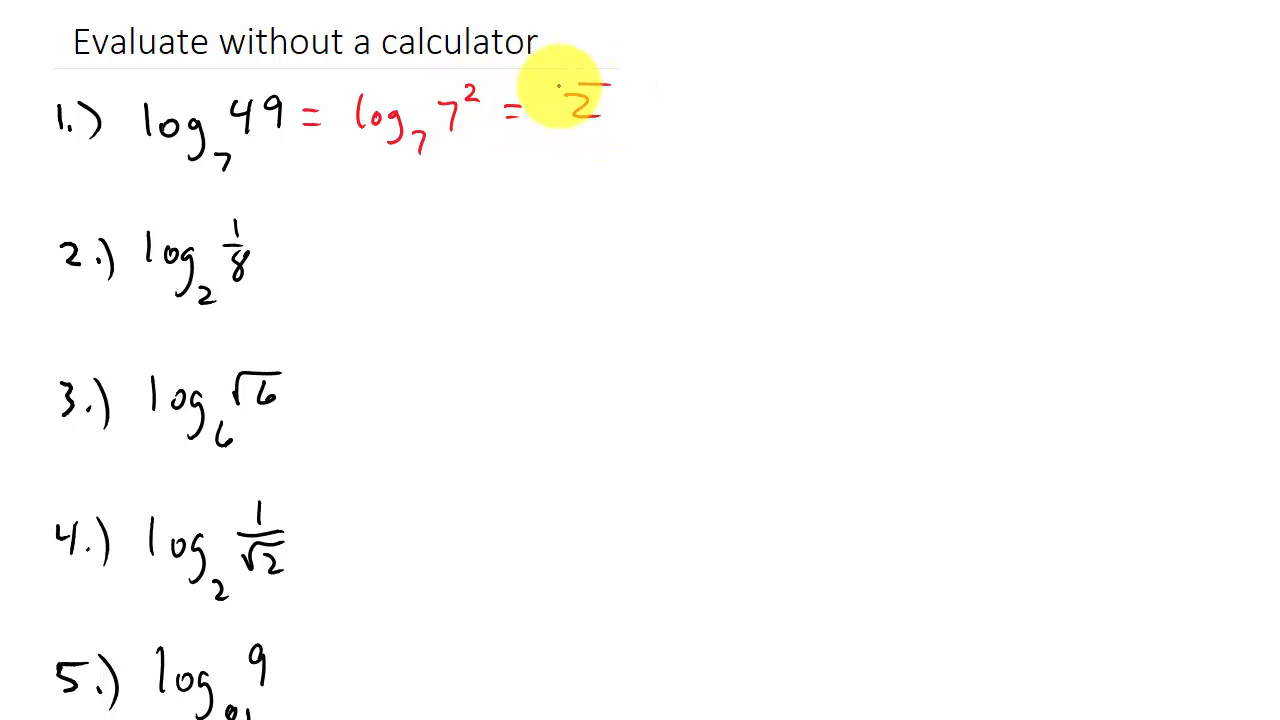 Evaluate without a calculator
1.) log₇ 49 = log₇ 7² = 2
2.) log₂ 1/8
3.) log₆ √6
4.) log₂ 1/√2
5.) log₈₁ 9